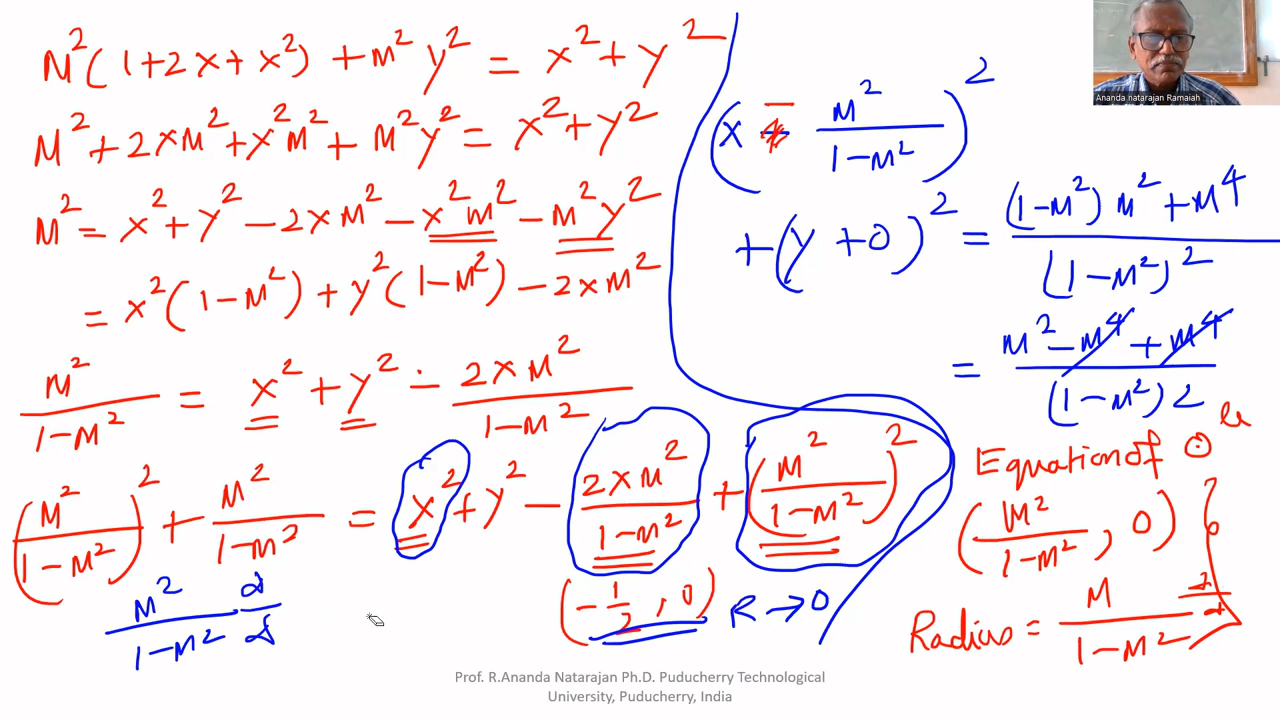 M²(1+2x+x²) + m²y² = x²+y²
M²+2xM²+x²M²+M²y² = x²+y²
M² = x²+y²-2xM²-x²m²-M²y²
= x²(1-M²)+y²(1-M²)-2xM²
M²/(1-M²) = x²+y² - 2xM²/(1-M²)
(M²/(1-M²))² + M²/(1-m²) = x²+y² - 2xM²/(1-m²) + (M²/(1-M²))²
M²/(1-M²)
(-1/2, 0) R→0
(x - M²/(1-M²))²
+(y+0)² = ((1-M²)M²+M⁴)/(1-M²)²
= (M²-M⁴+M⁴)/(1-M²)2
Equation of ⊙le
(M²/(1-M²), 0)
Radius = M/(1-M²)
Ananda natarajan Ramaiah
Prof. R.Ananda Natarajan Ph.D. Puducherry Technological
University, Puducherry, India